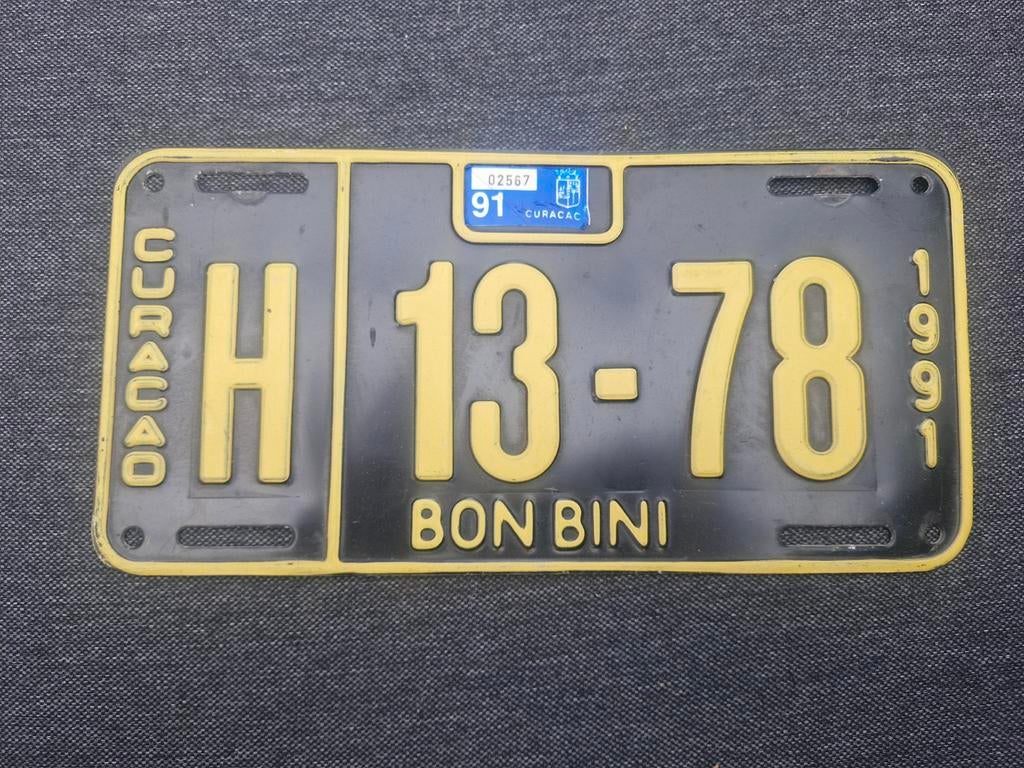 02567
91 CURACAO
CURACAO
H 13-78
1991
BON BINI